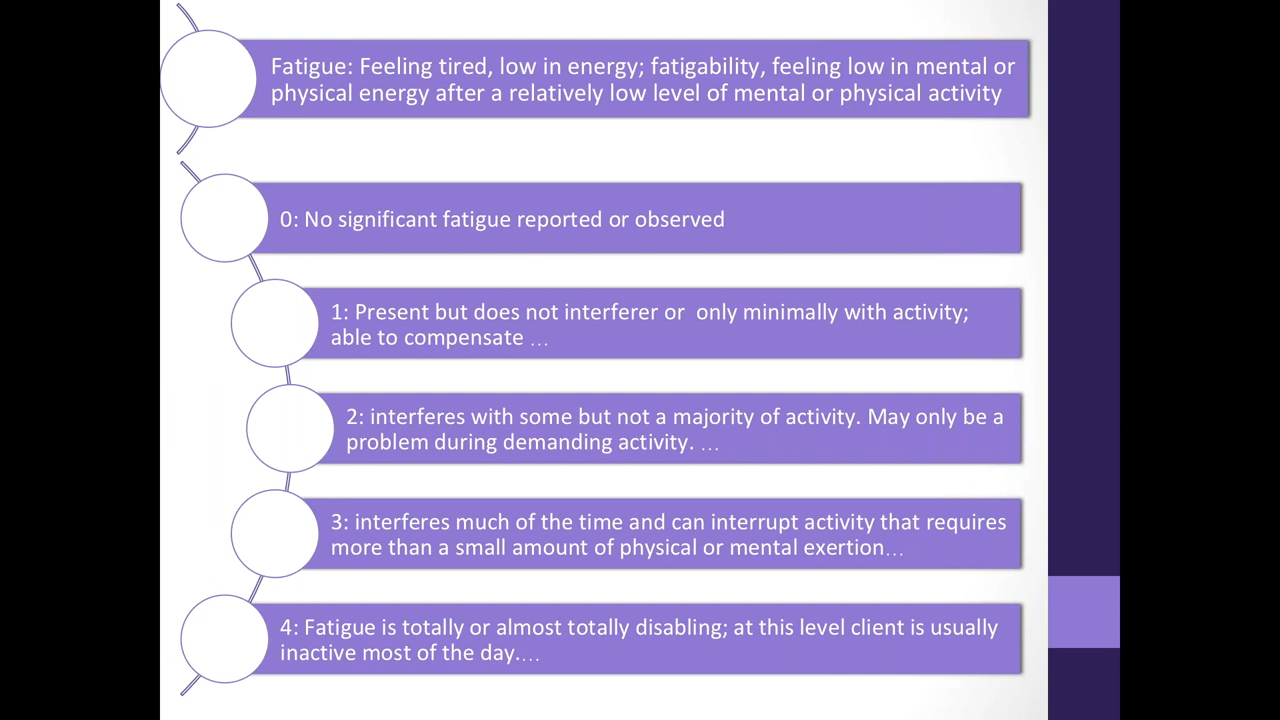 Fatigue: Feeling tired, low in energy; fatigability, feeling low in mental or
physical energy after a relatively low level of mental or physical activity
0: No significant fatigue reported or observed
1: Present but does not interferer or  only minimally with activity;
able to compensate …
2: interferes with some but not a majority of activity. May only be a
problem during demanding activity. …
3: interferes much of the time and can interrupt activity that requires
more than a small amount of physical or mental exertion…
4: Fatigue is totally or almost totally disabling; at this level client is usually
inactive most of the day.…